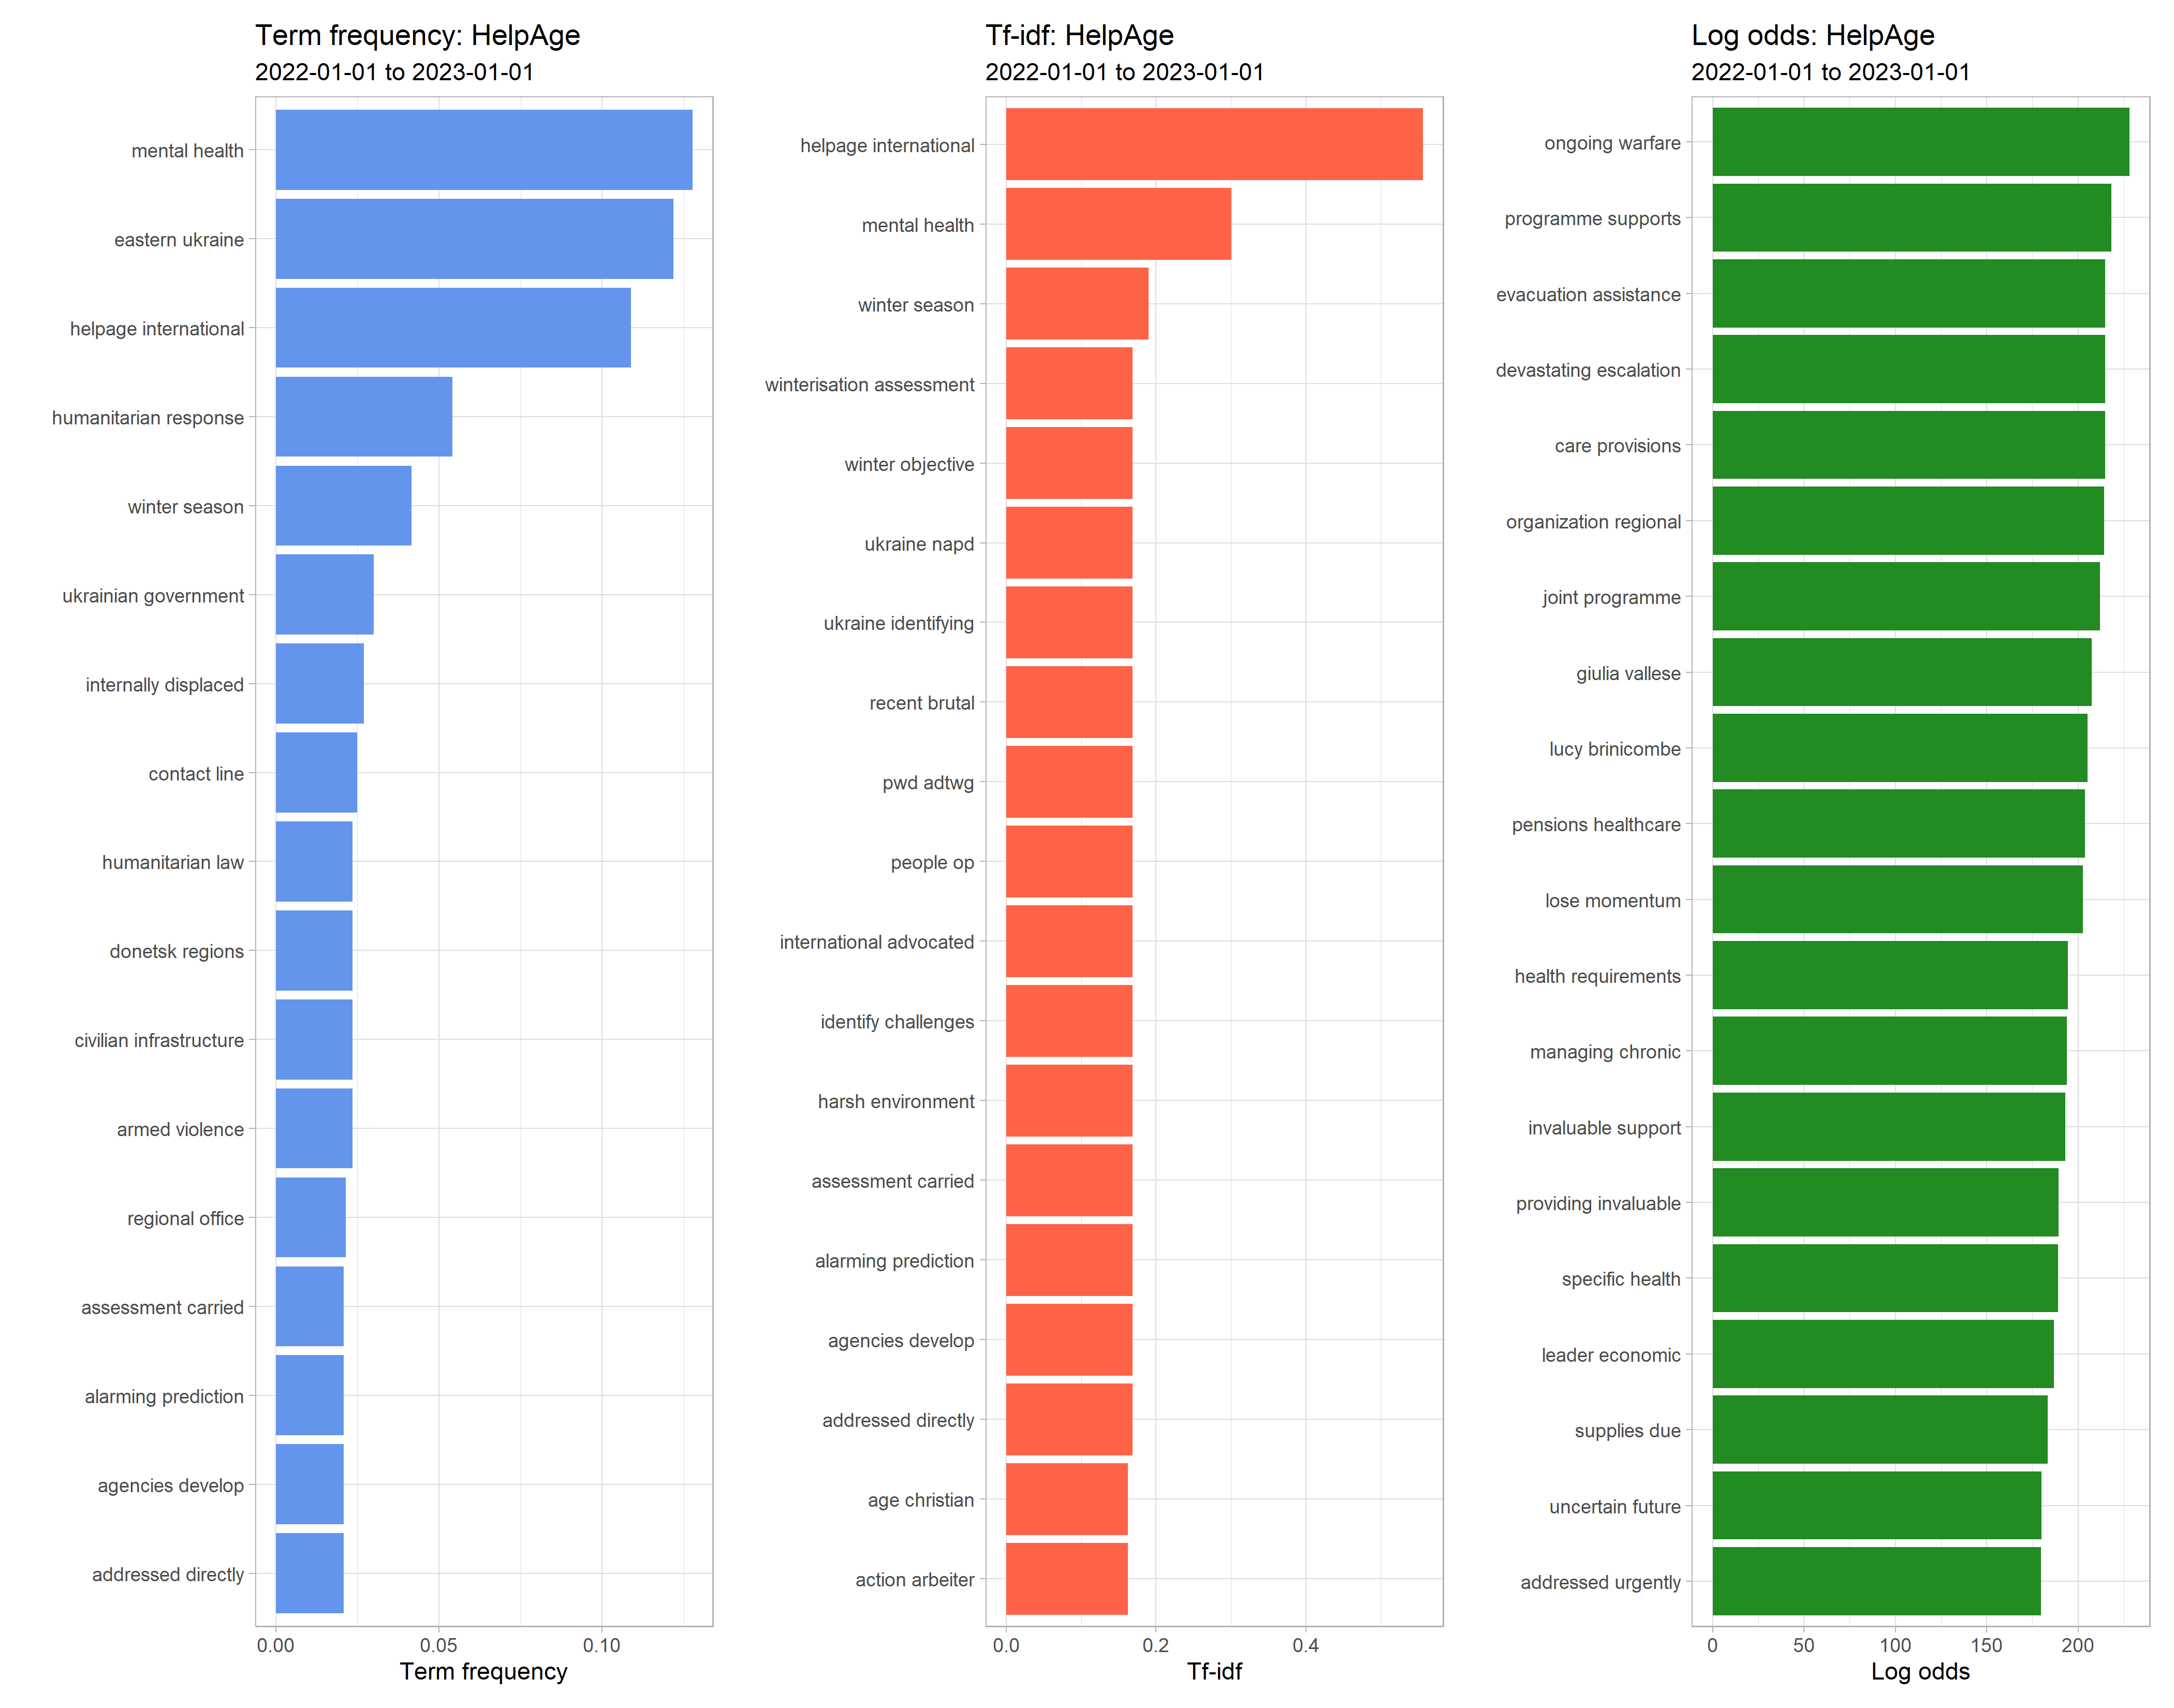 Term frequency: HelpAge
2022-01-01 to 2023-01-01
mental health
eastern ukraine
helpage international
humanitarian response
winter season
ukrainian government
internally displaced
contact line
humanitarian law
donetsk regions
civilian infrastructure
armed violence
regional office
assessment carried
alarming prediction
agencies develop
addressed directly
0.00 0.05 0.10
Term frequency
Tf-idf: HelpAge
2022-01-01 to 2023-01-01
helpage international
mental health
winter season
winterisation assessment
winter objective
ukraine napd
ukraine identifying
recent brutal
pwd adtwg
people op
international advocated
identify challenges
harsh environment
assessment carried
alarming prediction
agencies develop
addressed directly
age christian
action arbeiter
0.0 0.2 0.4
Tf-idf
Log odds: HelpAge
2022-01-01 to 2023-01-01
ongoing warfare
programme supports
evacuation assistance
devastating escalation
care provisions
organization regional
joint programme
giulia vallese
lucy brinicombe
pensions healthcare
lose momentum
health requirements
managing chronic
invaluable support
providing invaluable
specific health
leader economic
supplies due
uncertain future
addressed urgently
0 50 100 150 200
Log odds